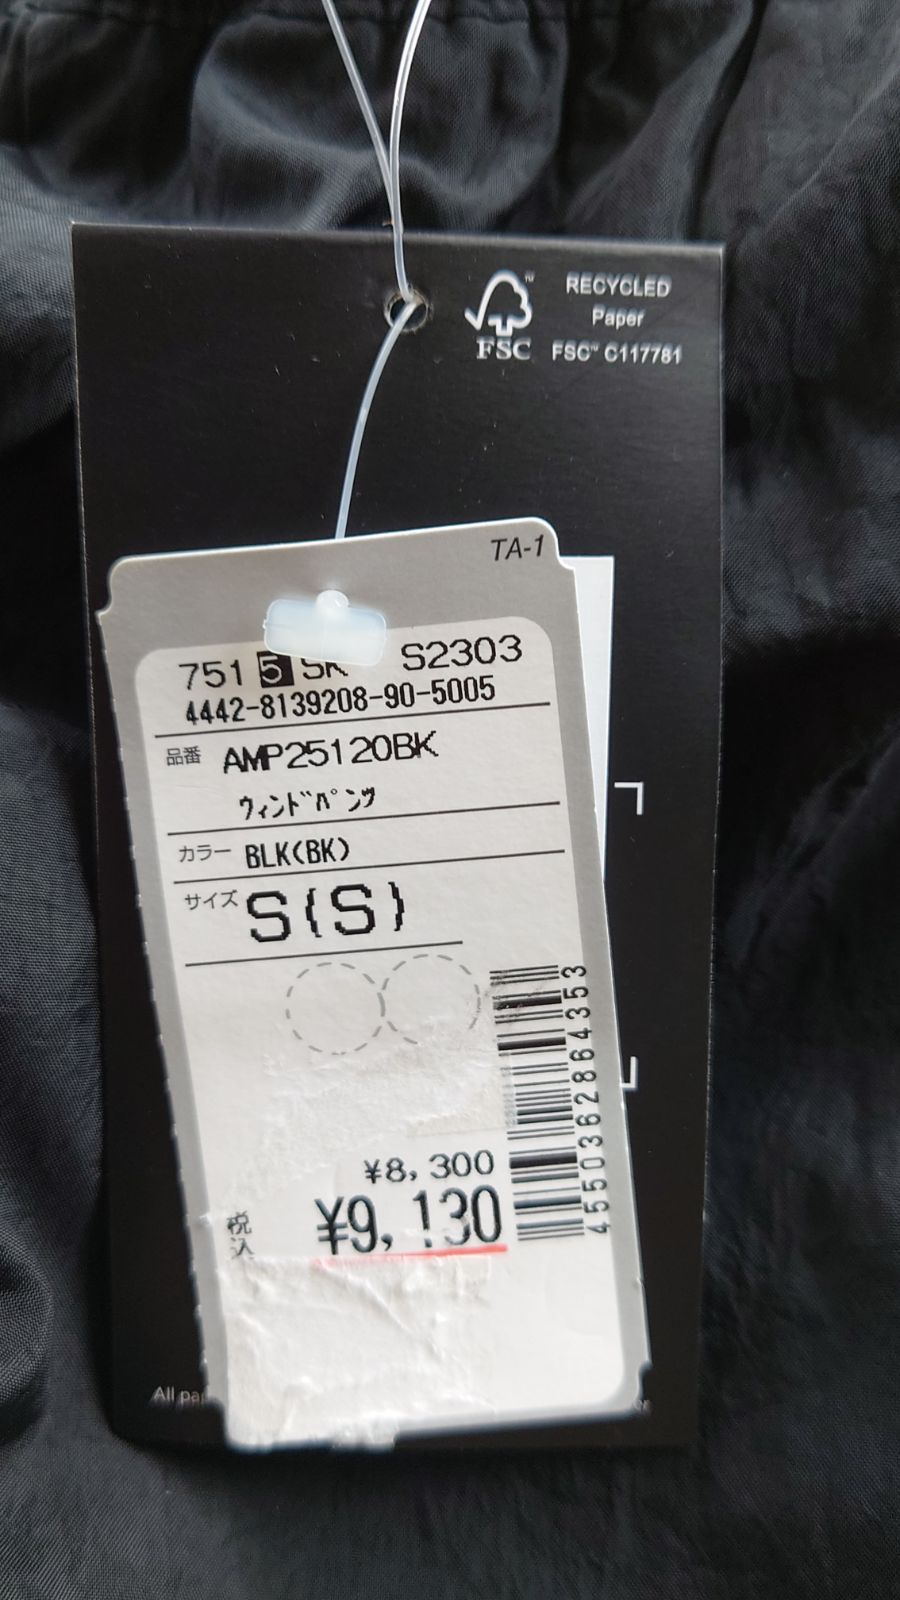 RECYCLED
Paper
FSC™ C117781
FSC
TA-1
751 5 SK S2303
4442-8139208-90-5005
品番 AMP25120BK
ウィンドパンツ
カラー BLK(BK)
サイズ S(S)
4550362864353
¥8,300
税込 ¥9,130
All